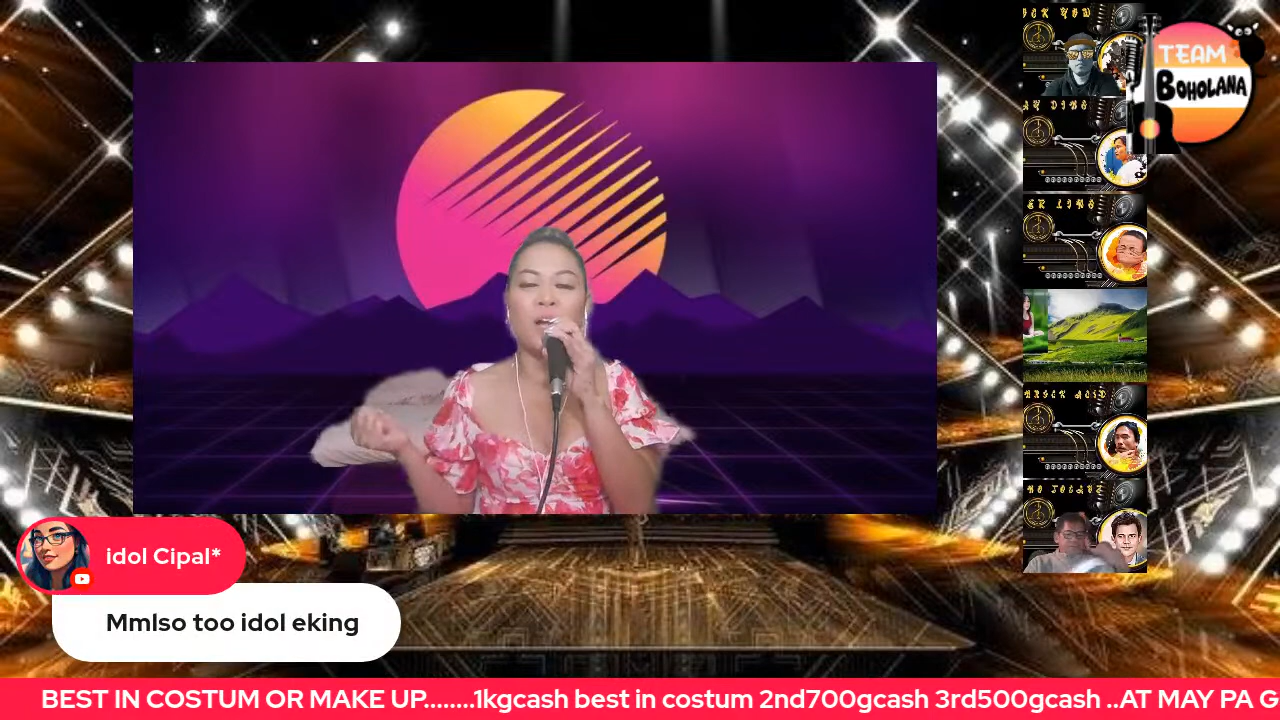 TEAM
BOHOLANA
idol Cipal*
Mmlso too idol eking
BEST IN COSTUM OR MAKE UP........1kgcash best in costum 2nd700gcash 3rd500gcash ..AT MAY PA G